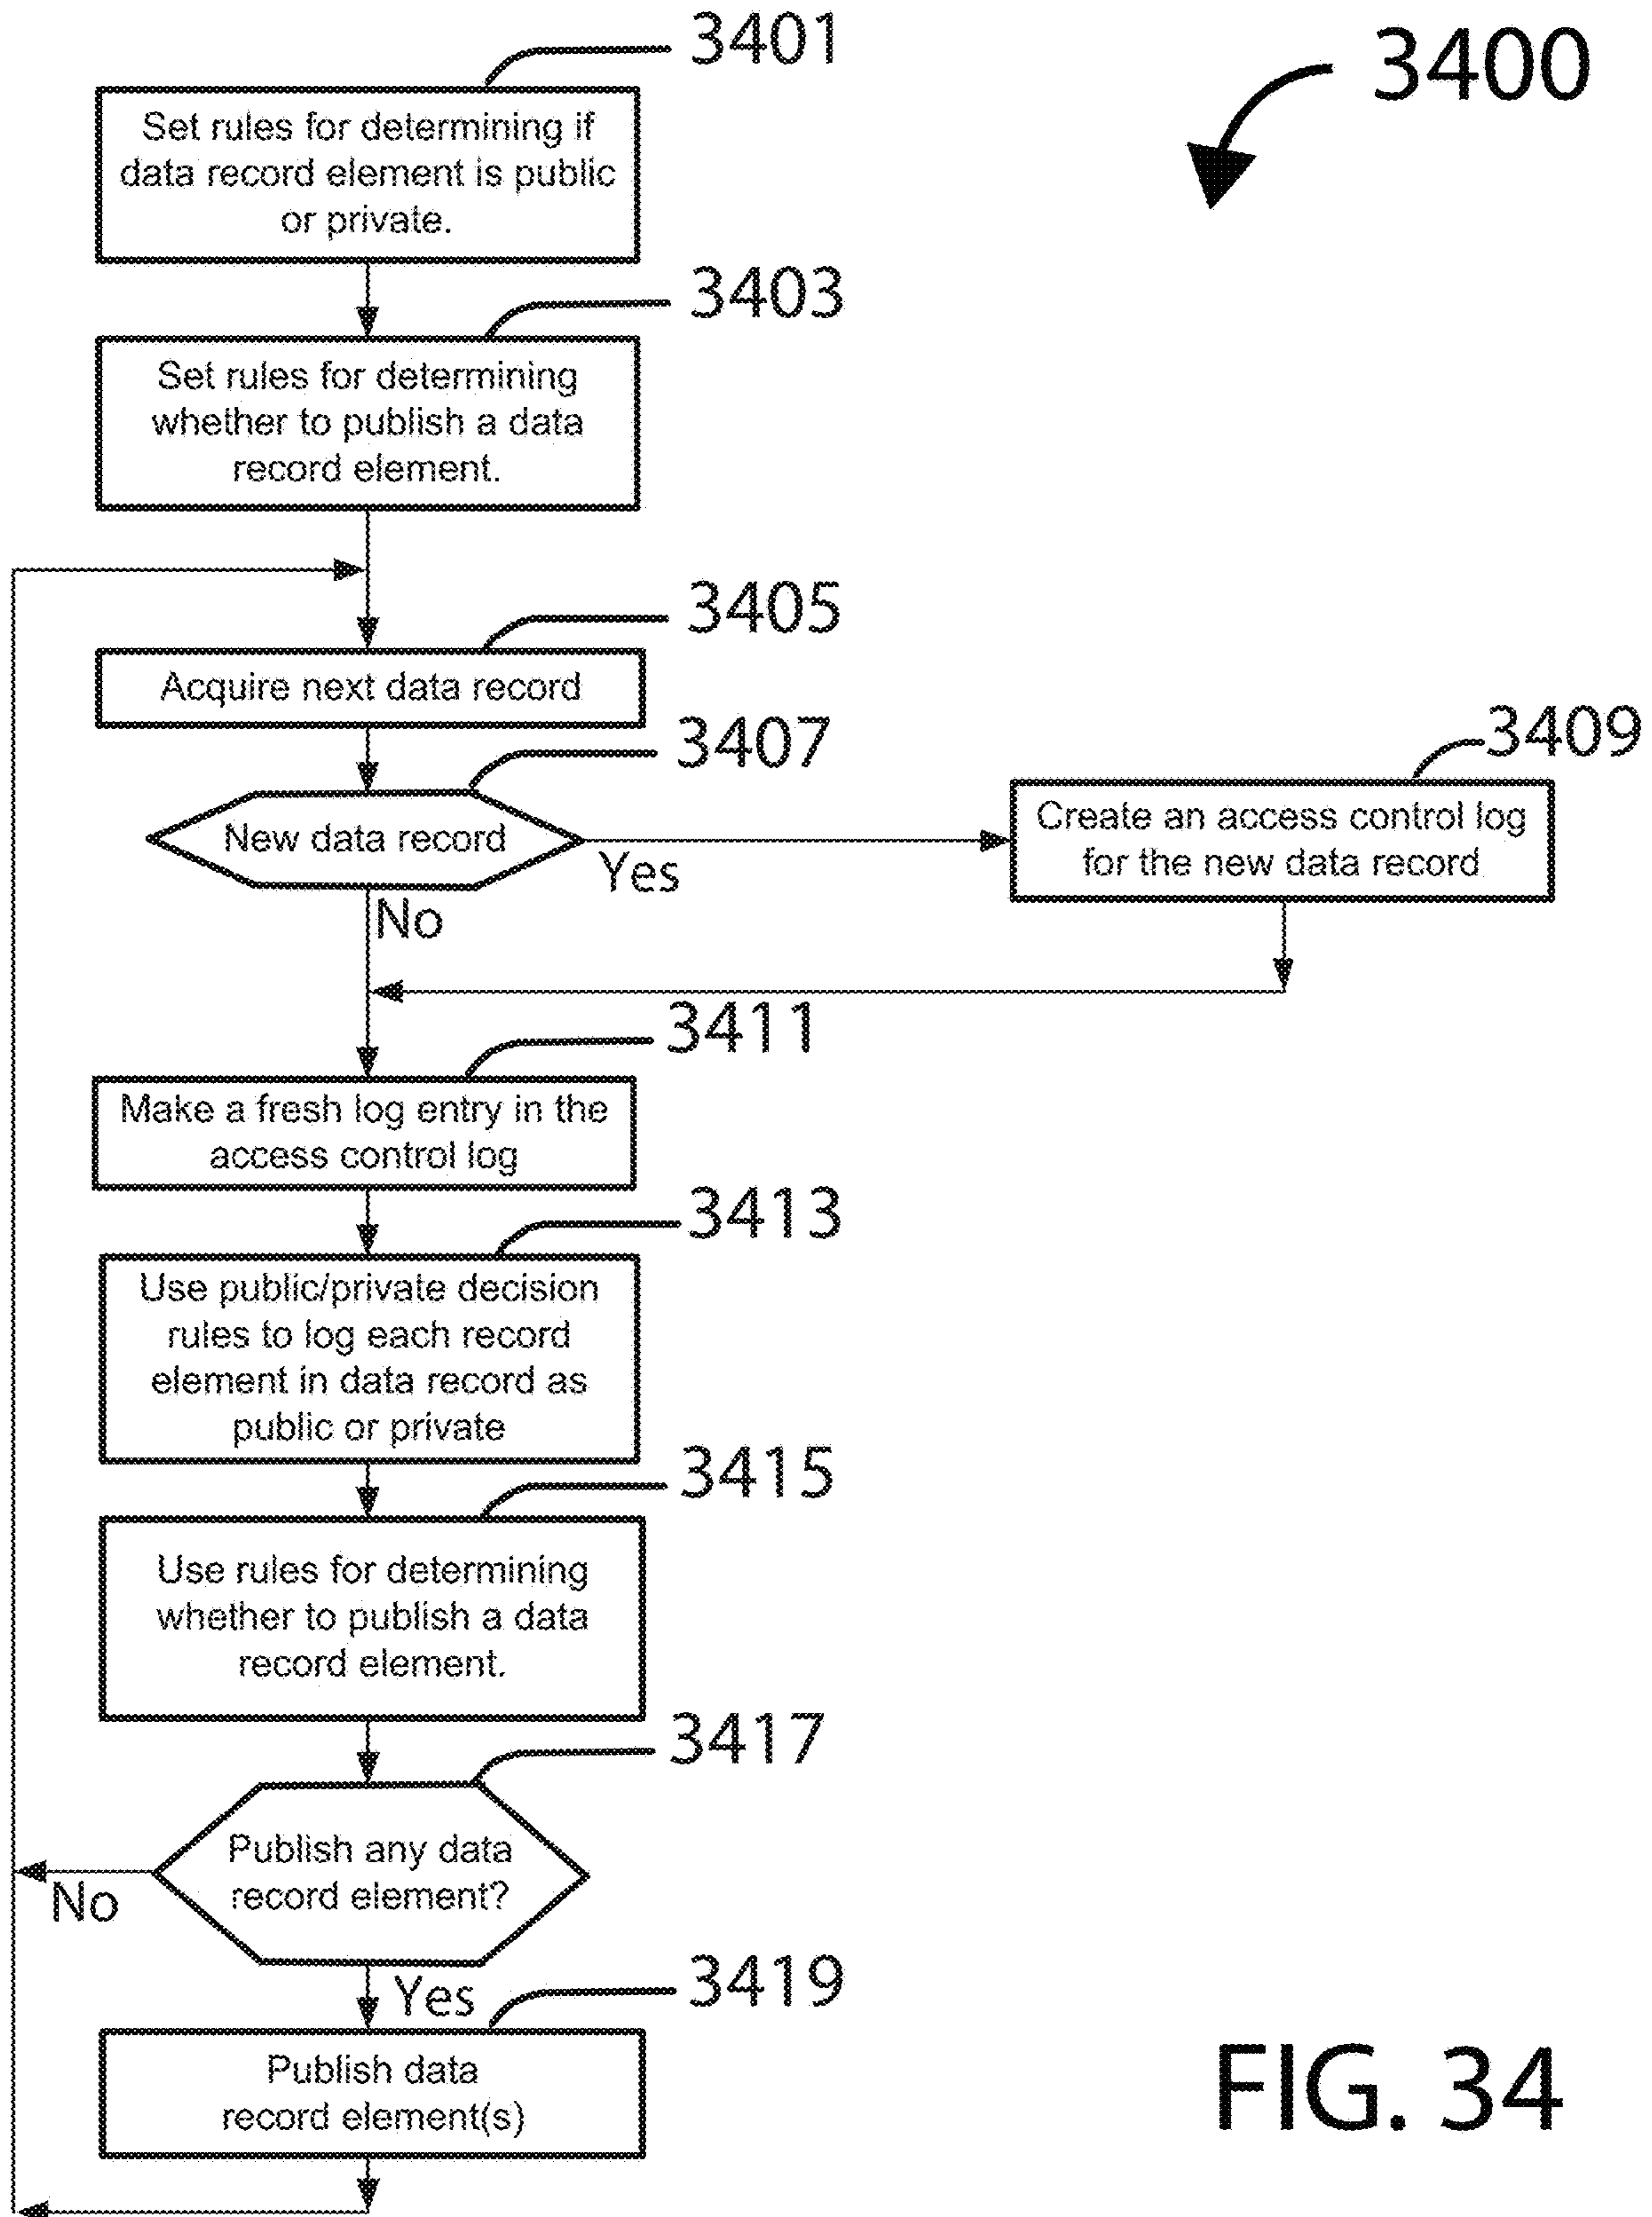 3401
3400
Set rules for determining if
data record element is public
or private.
3403
Set rules for determining
whether to publish a data
record element.
3405
Acquire next data record
3407
3409
New data record
Yes
No
Create an access control log
for the new data record
3411
Make a fresh log entry in the
access control log
3413
Use public/private decision
rules to log each record
element in data record as
public or private
3415
Use rules for determining
whether to publish a data
record element.
3417
Publish any data
record element?
No
Yes
3419
Publish data
record element(s)
FIG. 34